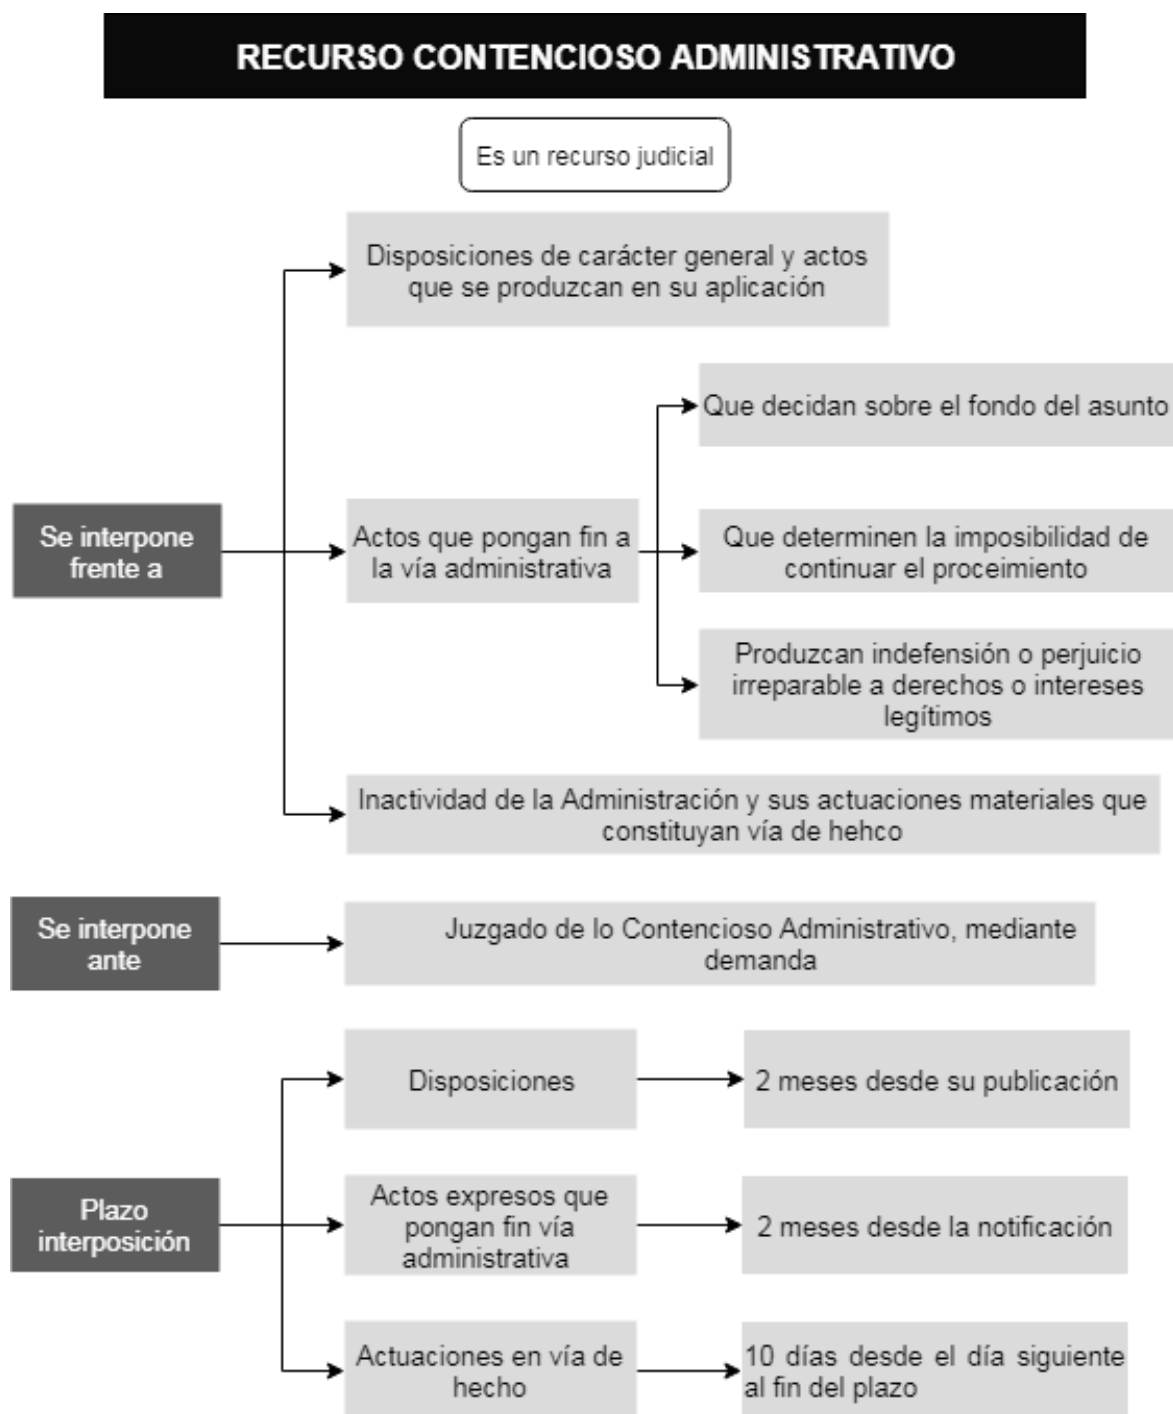 RECURSO CONTENCIOSO ADMINISTRATIVO
Es un recurso judicial
Se interpone
frente a
Disposiciones de carácter general y actos
que se produzcan en su aplicación
Actos que pongan fin a
la vía administrativa
Que decidan sobre el fondo del asunto
Que determinen la imposibilidad de
continuar el proceimiento
Produzcan indefensión o perjuicio
irreparable a derechos o intereses
legítimos
Inactividad de la Administración y sus actuaciones materiales que
constituyan vía de hehco
Se interpone
ante
Juzgado de lo Contencioso Administrativo, mediante
demanda
Plazo
interposición
Disposiciones
2 meses desde su publicación
Actos expresos que
pongan fin vía
administrativa
2 meses desde la notificación
Actuaciones en vía de
hecho
10 días desde el día siguiente
al fin del plazo